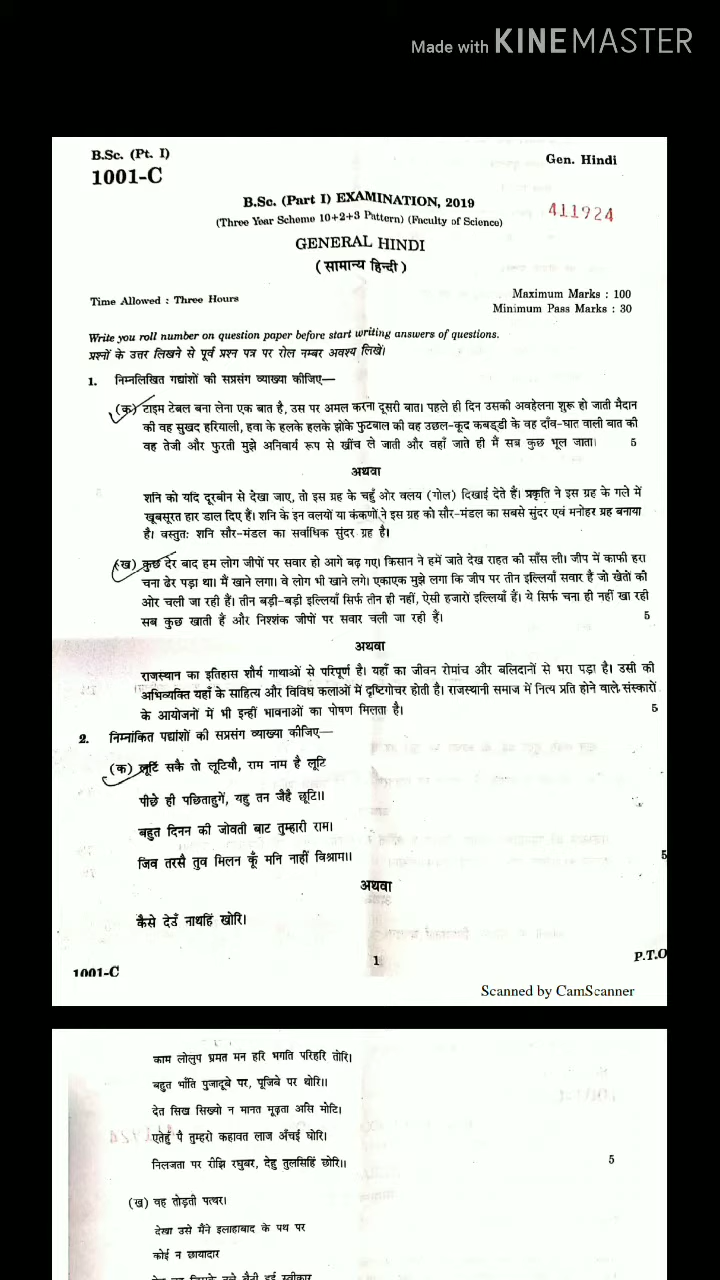 Made with KINEMASTER
B.Sc. (Pt. I)
Gen. Hindi
1001-C
B.Sc. (Part I) EXAMINATION, 2019
(Three Year Scheme 10+2+3 Pattern) (Faculty of Science)
411924
GENERAL HINDI
(सामान्य हिन्दी)
Time Allowed : Three Hours
Maximum Marks : 100
Minimum Pass Marks : 30
Write you roll number on question paper before start writing answers of questions.
प्रश्नों के उत्तर लिखने से पूर्व प्रश्न पत्र पर रोल नम्बर अवश्य लिखें।
1. निम्नलिखित गद्यांशों की सप्रसंग व्याख्या कीजिए—
(क) टाइम टेबल बना लेना एक बात है, उस पर अमल करना दूसरी बात। पहले ही दिन उसकी अवहेलना शुरू हो जाती मैदान
की वह सुखद हरियाली, हवा के हलके हलके झोके फुटबाल की वह उछल-कूद कबड्डी के वह दाँव-घात वाली बात की
वह तेजी और फुरती मुझे अनिवार्य रूप से खींच ले जाती और वहाँ जाते ही मैं सब कुछ भूल जाता। 5
अथवा
शनि को यदि दूरबीन से देखा जाए, तो इस ग्रह के चहुँ ओर वलय (गोल) दिखाई देते हैं। प्रकृति ने इस ग्रह के गले में
खूबसूरत हार डाल दिए हैं। शनि के इन वलयों या कंकणो ने इस ग्रह को सौर-मंडल का सबसे सुंदर एवं मनोहर ग्रह बनाया
है। वस्तुतः शनि सौर-मंडल का सर्वाधिक सुंदर ग्रह है।
(ख) कुछ देर बाद हम लोग जीपों पर सवार हो आगे बढ़ गए। किसान ने हमें जाते देख राहत की साँस ली। जीप में काफी हरा
चना ढेर पड़ा था। मैं खाने लगा। वे लोग भी खाने लगे। एकाएक मुझे लगा कि जीप पर तीन इल्लियाँ सवार है जो खेतों की
ओर चली जा रही हैं। तीन बड़ी-बड़ी इल्लियाँ सिर्फ तीन ही नहीं, ऐसी हजारों इल्लियाँ हैं। ये सिर्फ चना ही नहीं खा रही
सब कुछ खाती हैं और निश्शंक जीपों पर सवार चली जा रही हैं। 5
अथवा
राजस्थान का इतिहास शौर्य गाथाओं से परिपूर्ण है। यहाँ का जीवन रोमांच और बलिदानों से भरा पड़ा है। उसी की
अभिव्यक्ति यहाँ के साहित्य और विविध कलाओं में दृष्टिगोचर होती है। राजस्थानी समाज में नित्य प्रति होने वाले संस्कारों
के आयोजनों में भी इन्हीं भावनाओं का पोषण मिलता है। 5
2. निम्नांकित पद्यांशों की सप्रसंग व्याख्या कीजिए—
(क) लूटि सकै तो लूटियौ, राम नाम है लूटि
पीछे ही पछिताहुगें, यहु तन जैहै छूटि॥
बहुत दिनन की जोवती बाट तुम्हारी राम।
जिव तरसै तुव मिलन कूँ मनि नाहीं विश्राम॥ 5
अथवा
कैसे देउँ नाथहिं खोरि।
1001-C
1
P.T.O
Scanned by CamScanner
काम लोलुप भ्रमत मन हरि भगति परिहरि तोरि।
बहुत भाँति पुजादूबे पर, पूजिबे पर थोरि॥
देत सिख सिख्यो न मानत मूढ़ता असि मोटि।
एतेहुँ पै तुम्हरो कहावत लाज अँचई घोरि।
निलजता पर रीझि रघुबर, देहु तुलसिहिं छोरि॥ 5
(ख) वह तोड़ती पत्थर।
देखा उसे मैंने इलाहाबाद के पथ पर
कोई न छायादार